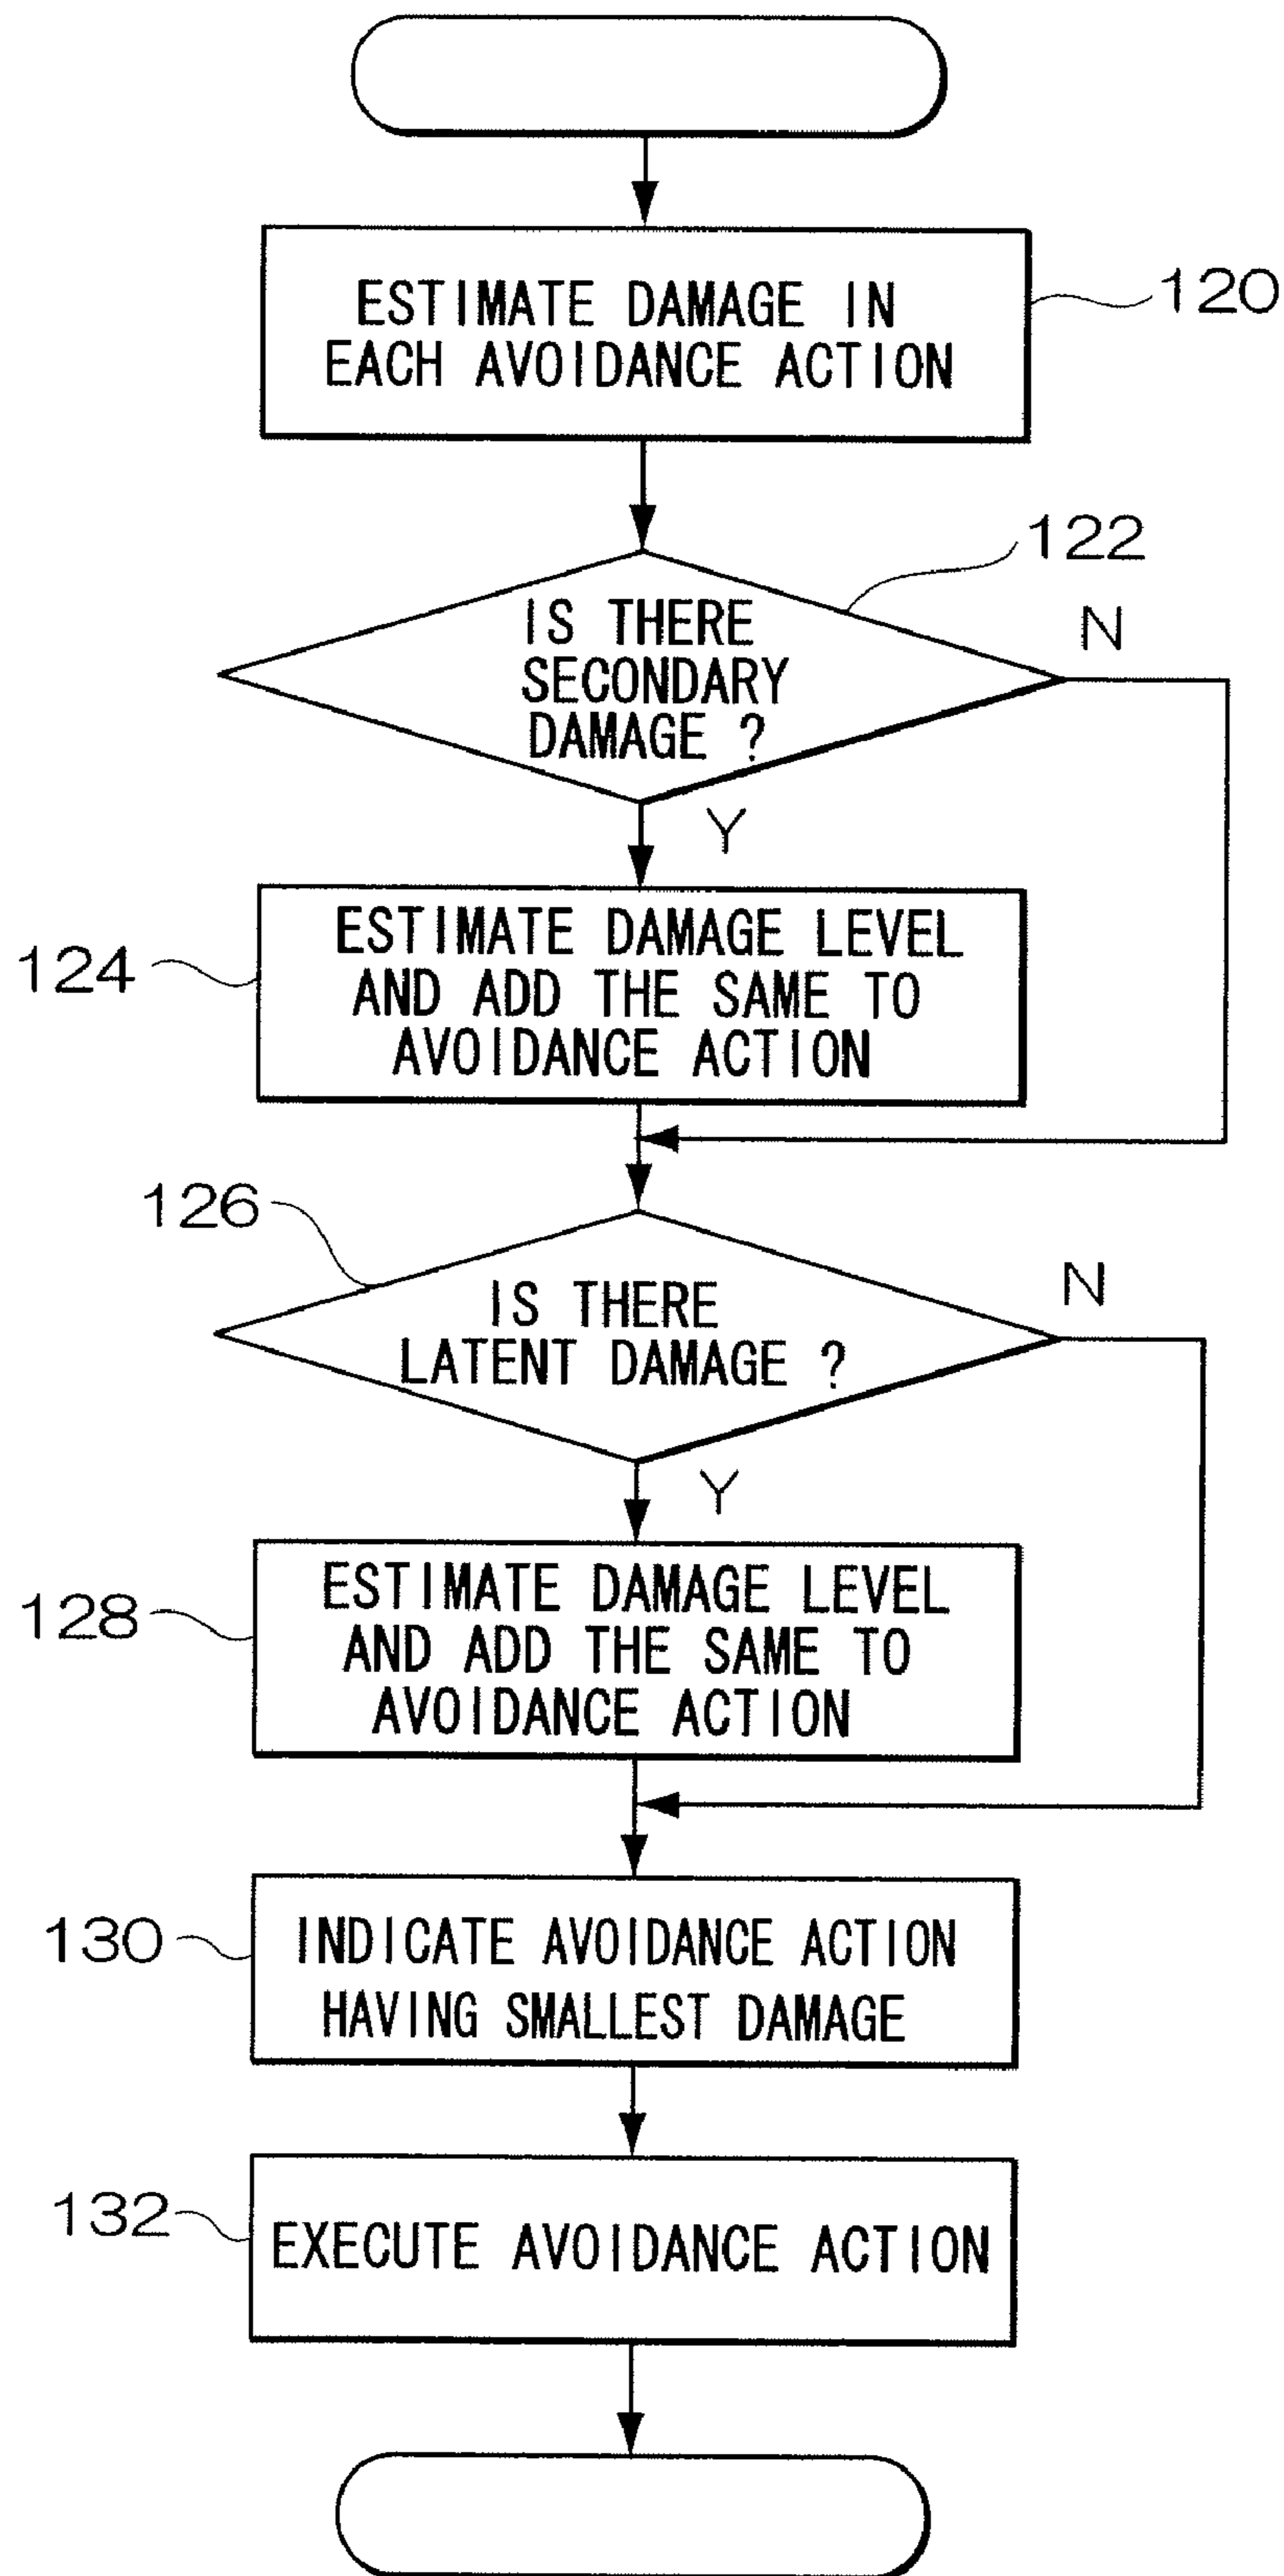 ESTIMATE DAMAGE IN
EACH AVOIDANCE ACTION
120
122
IS THERE
SECONDARY
DAMAGE ?
N
Y
124
ESTIMATE DAMAGE LEVEL
AND ADD THE SAME TO
AVOIDANCE ACTION
126
IS THERE
LATENT DAMAGE ?
N
Y
128
ESTIMATE DAMAGE LEVEL
AND ADD THE SAME TO
AVOIDANCE ACTION
130
INDICATE AVOIDANCE ACTION
HAVING SMALLEST DAMAGE
132
EXECUTE AVOIDANCE ACTION